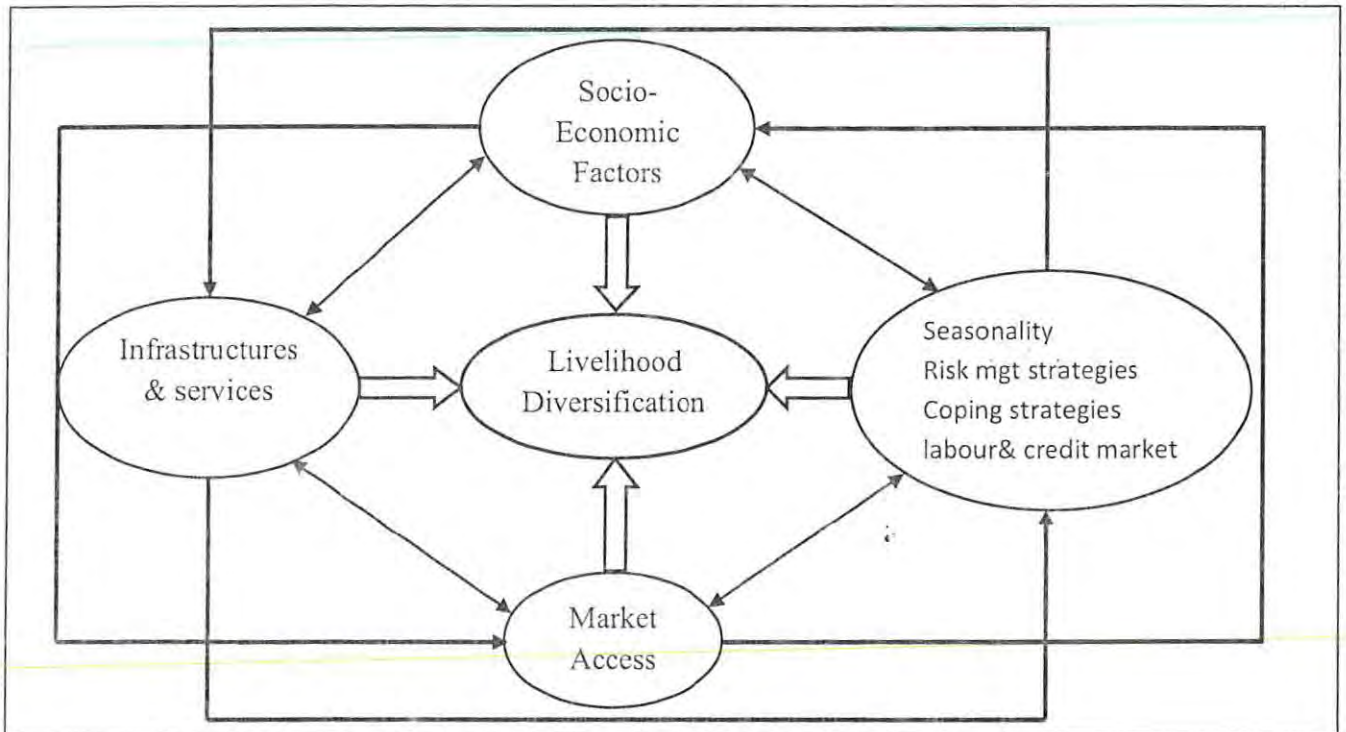 Socio-
Economic
Factors
Infrastructures
& services
Livelihood
Diversification
Seasonality
Risk mgt strategies
Coping strategies
labour& credit market
Market
Access